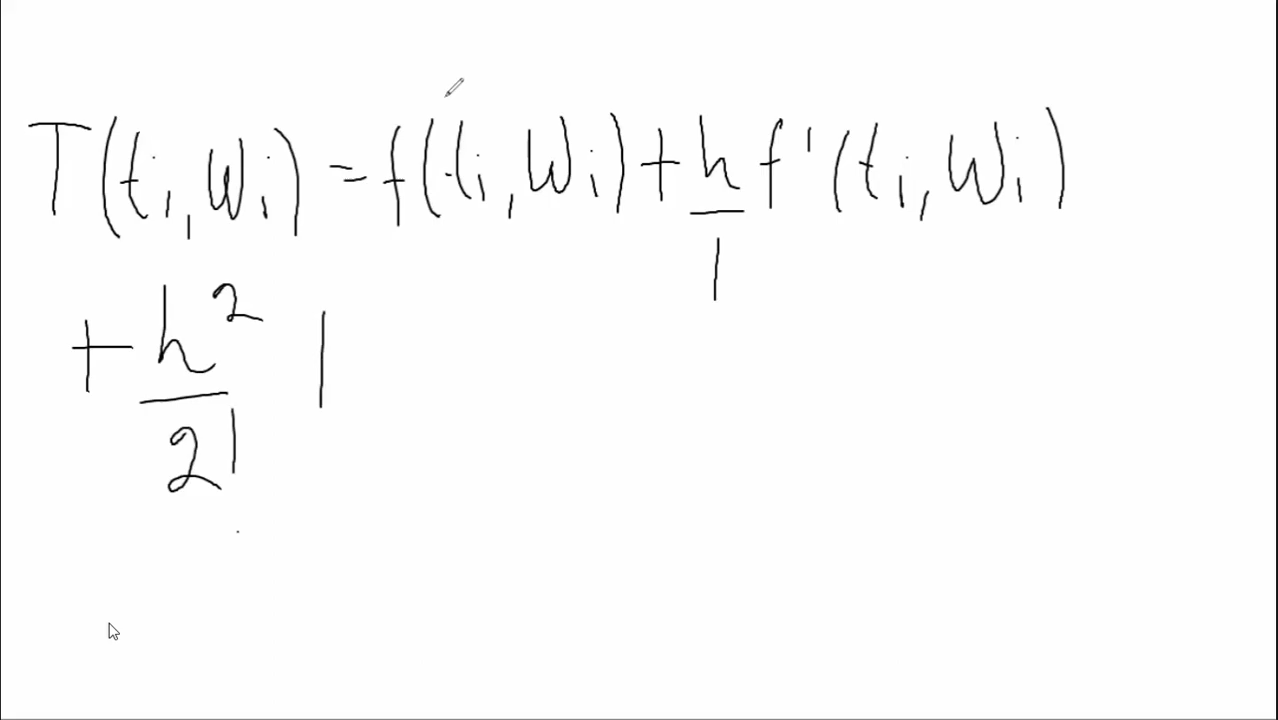 T(ti,Wi) = f(ti,Wi) + h/1 f'(ti,Wi)
+ h²/2! |